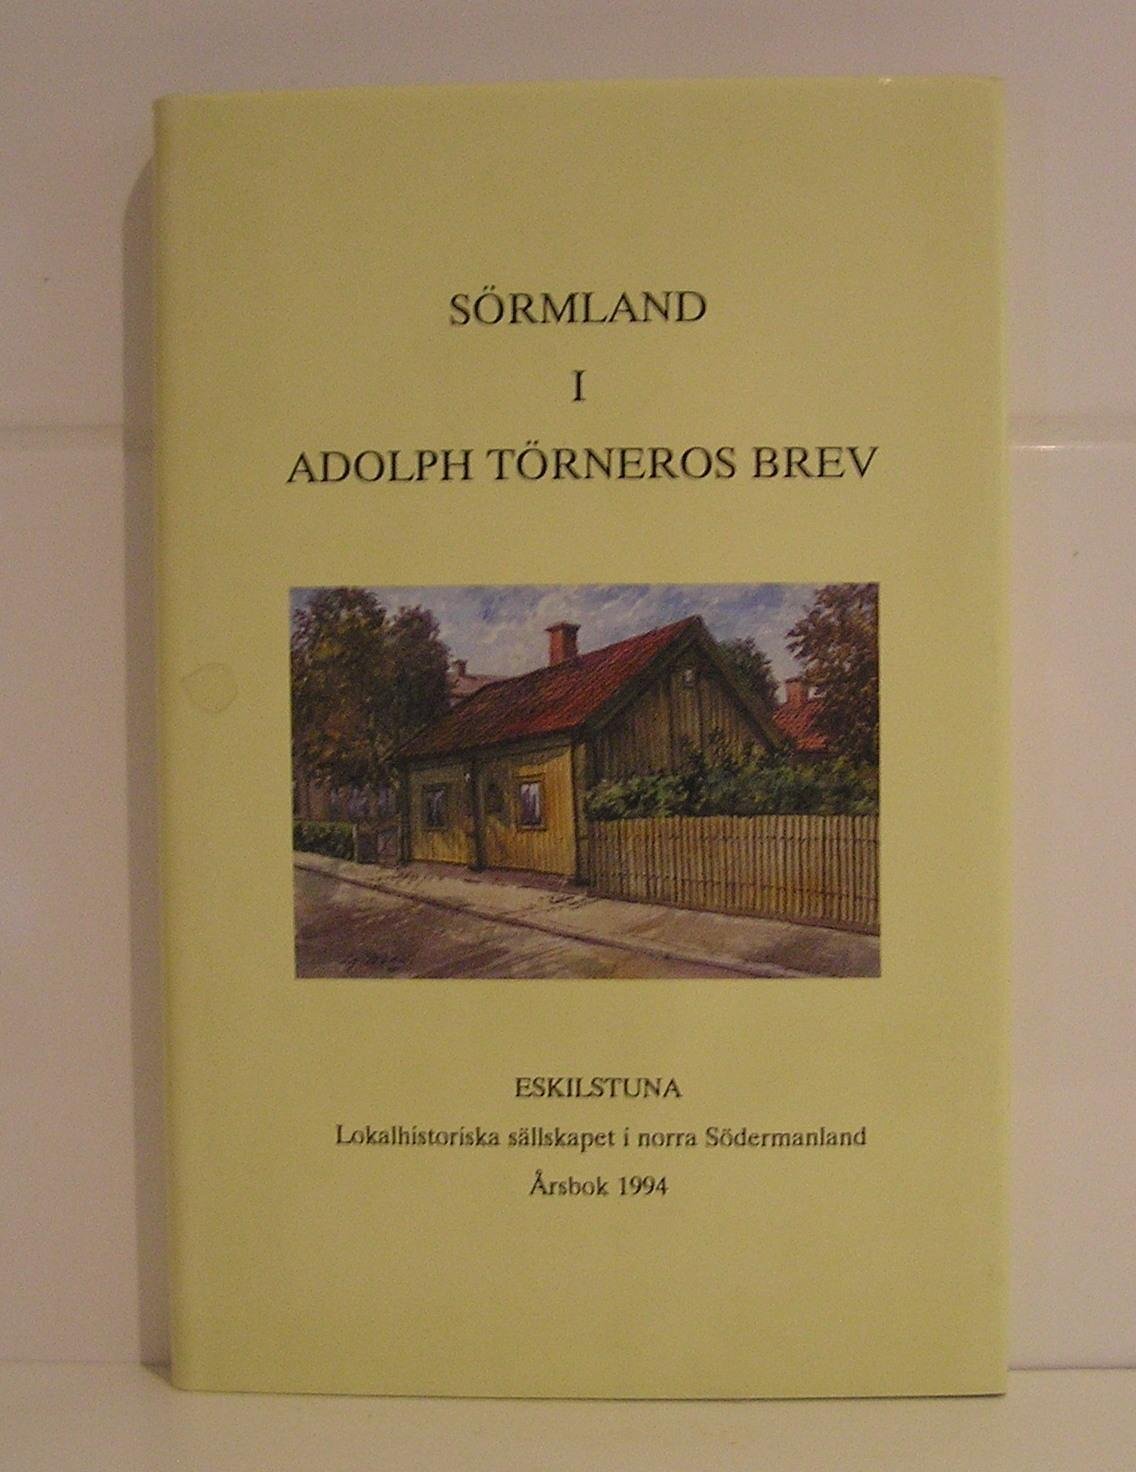 SÖRMLAND
I
ADOLPH TÖRNEROS BREV
ESKILSTUNA
Lokalhistoriska sällskapet i norra Södermanland
Årsbok 1994